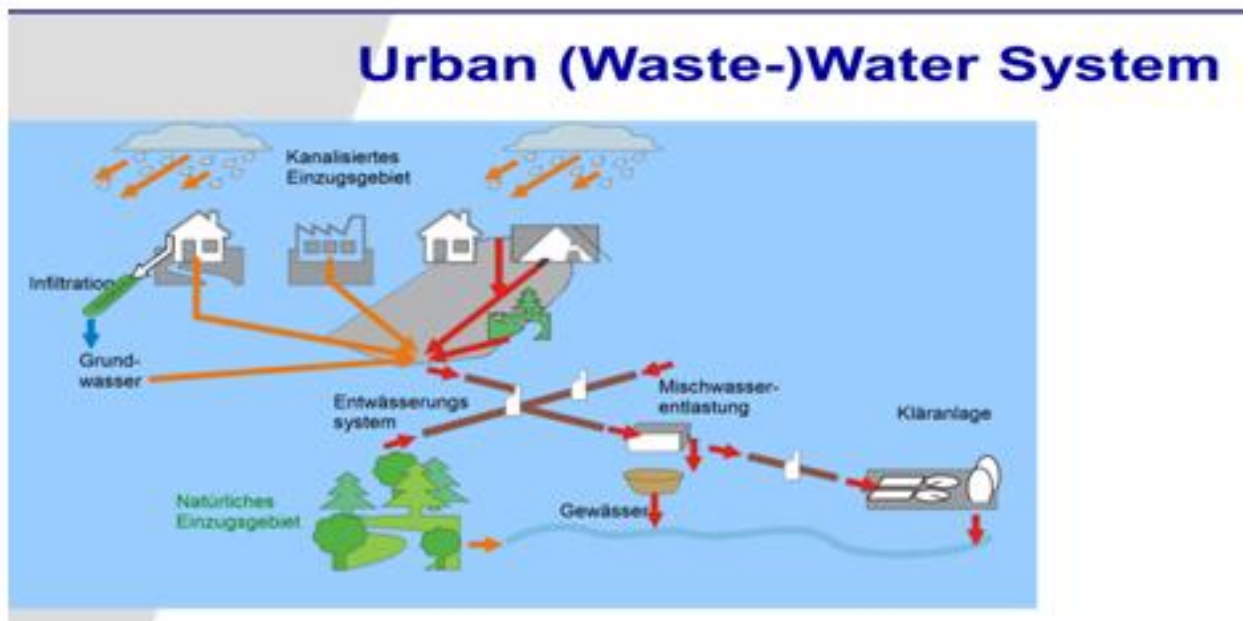 Urban (Waste-)Water System
Kanalisiertes
Einzugsgebiet
Infiltration
Grund-
wasser
Entwässerungs
system
Mischwasser-
entlastung
Kläranlage
Natürliches
Einzugsgebiet
Gewässer